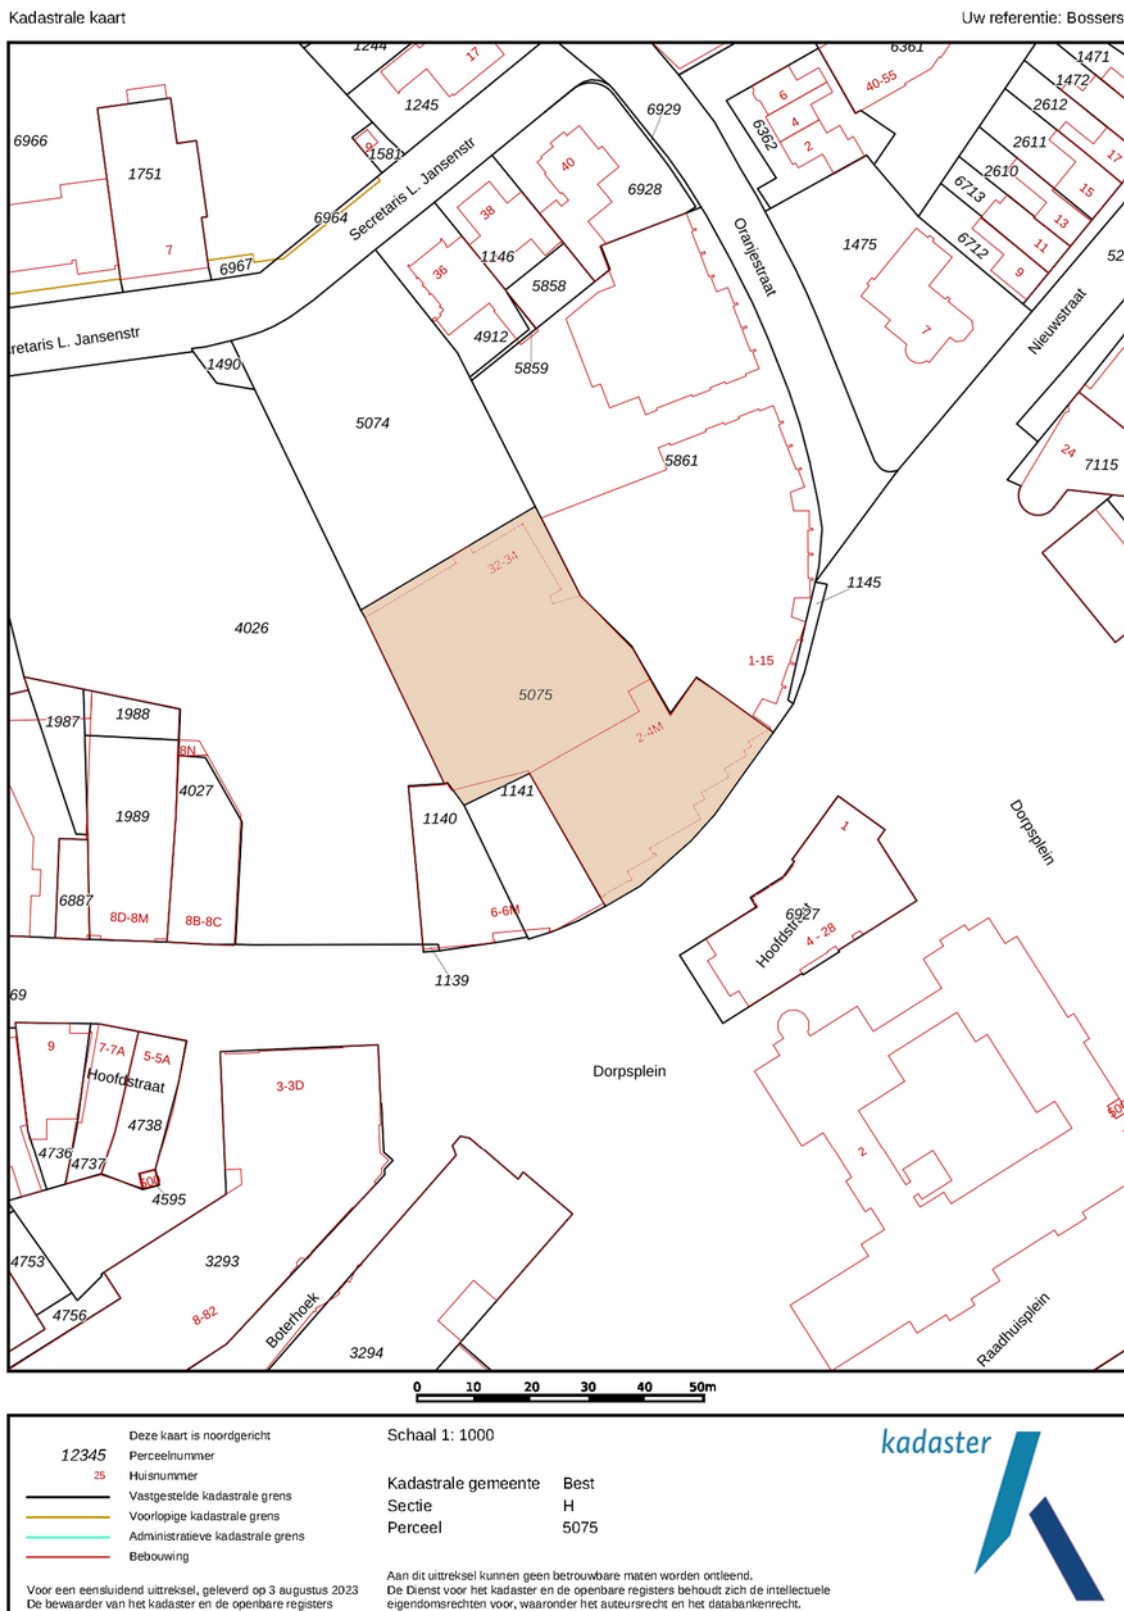 Kadastrale kaart
Uw referentie: Bossers
1244
17
1245
6966
1751
1581
6964
Secretaris L. Jansenstr
6967
7
cretaris L. Jansenstr
1490
6929
40
6928
38
1146
36
5858
4912
5859
6361
40-55
6
4
2
6362
Oranjestraat
1475
1471
1472
2612
2611
2610
6713
6712
17
15
13
11
9
52
7
Nieuwstraat
24
7115
5074
5861
32-34
1145
4026
1-15
5075
2-4M
1987
1988
8N
4027
1989
1141
1140
6887
8D-8M
8B-8C
6-6M
1139
Dorpsplein
1
6927
Hoofdstraat
4 - 28
69
9
7-7A
5-5A
Hoofdstraat
3-3D
Dorpsplein
4738
4736
4737
500
4595
2
500
4753
3293
4756
8-82
Boterhoek
3294
Raadhuisplein
0 10 20 30 40 50m
Deze kaart is noordgericht
12345 Perceelnummer
25 Huisnummer
Vastgestelde kadastrale grens
Voorlopige kadastrale grens
Administratieve kadastrale grens
Bebouwing
Voor een eensluidend uittreksel, geleverd op 3 augustus 2023
De bewaarder van het kadaster en de openbare registers
Schaal 1: 1000
Kadastrale gemeente Best
Sectie H
Perceel 5075
Aan dit uittreksel kunnen geen betrouwbare maten worden ontleend.
De Dienst voor het kadaster en de openbare registers behoudt zich de intellectuele
eigendomsrechten voor, waaronder het auteursrecht en het databankenrecht.
kadaster